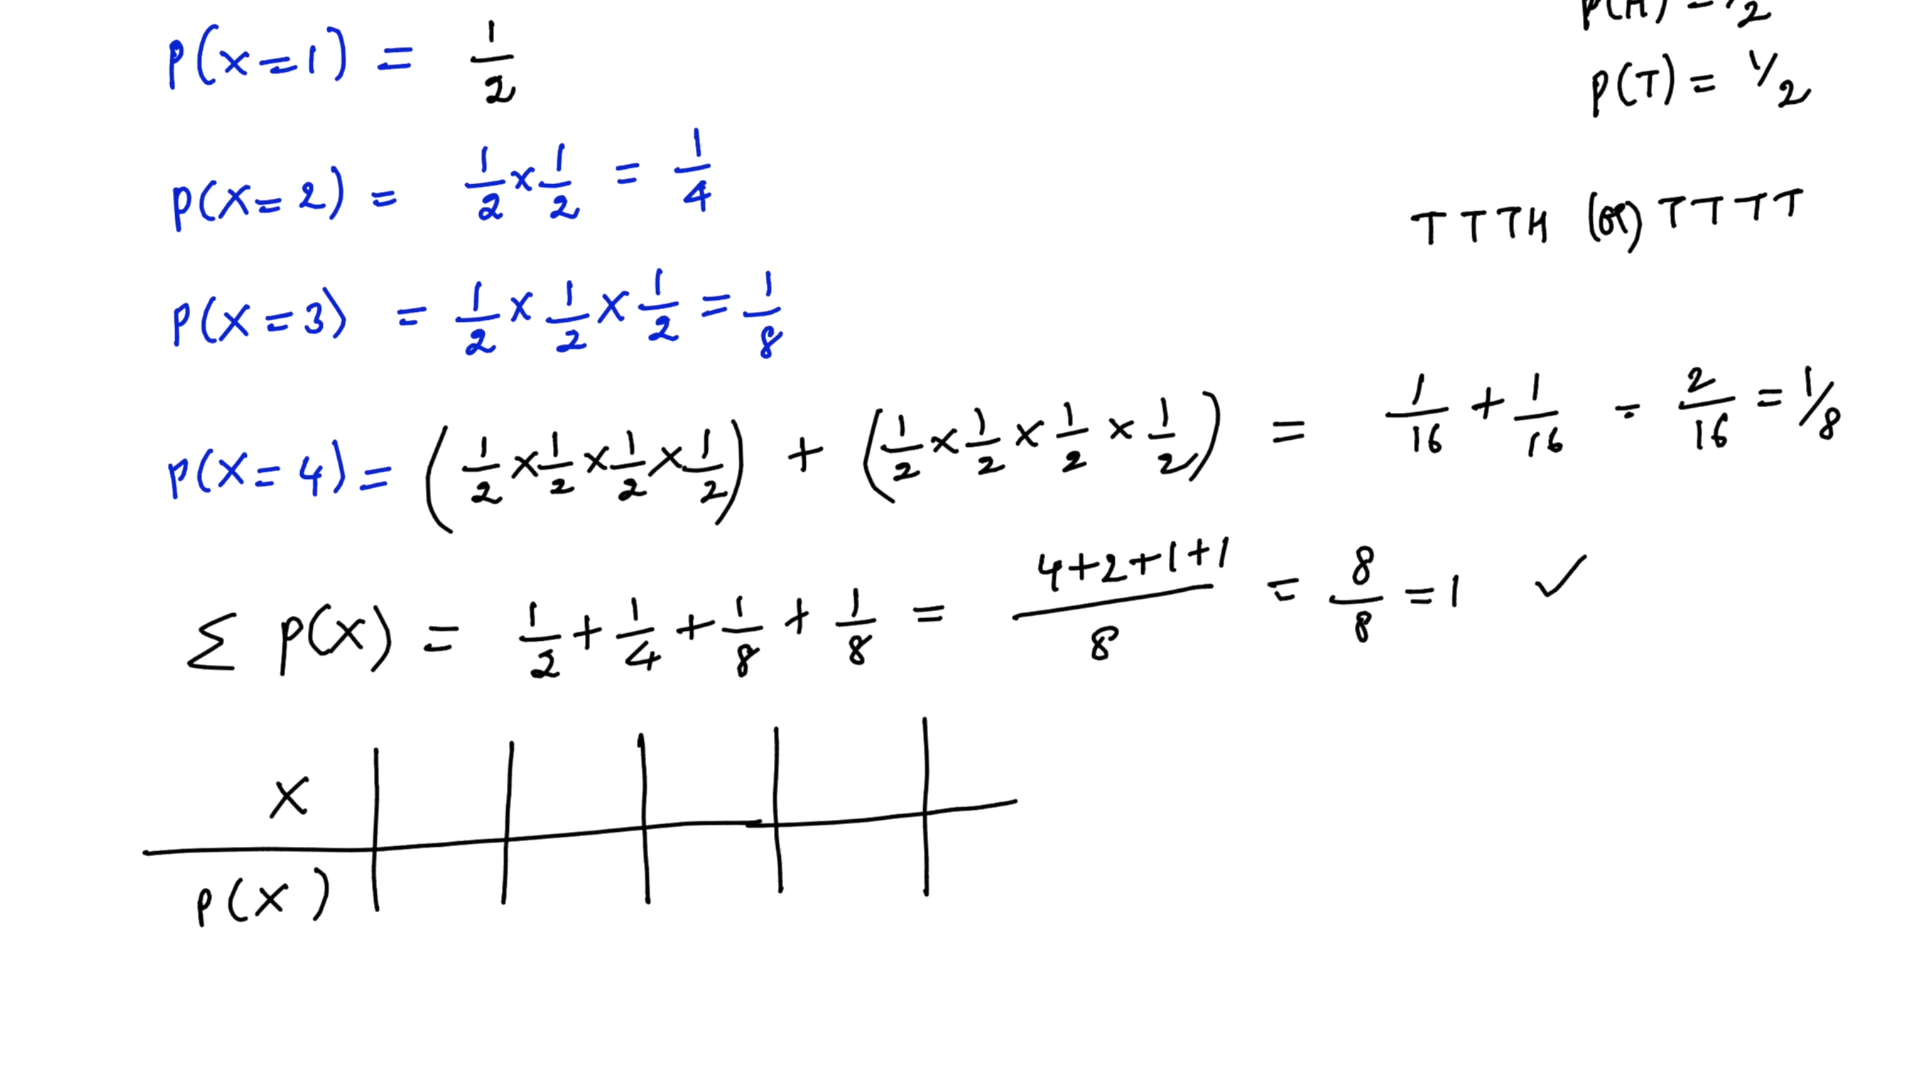 P(H) = 1/2
P(x=1) = 1/2
P(T) = 1/2
P(X=2) = 1/2 x 1/2 = 1/4
TTTH (or) TTTT
P(X=3) = 1/2 x 1/2 x 1/2 = 1/8
P(X=4) = (1/2 x 1/2 x 1/2 x 1/2) + (1/2 x 1/2 x 1/2 x 1/2) = 1/16 + 1/16 = 2/16 = 1/8
Σ P(X) = 1/2 + 1/4 + 1/8 + 1/8 = 4+2+1+1/8 = 8/8 = 1 ✓
X
P(X)